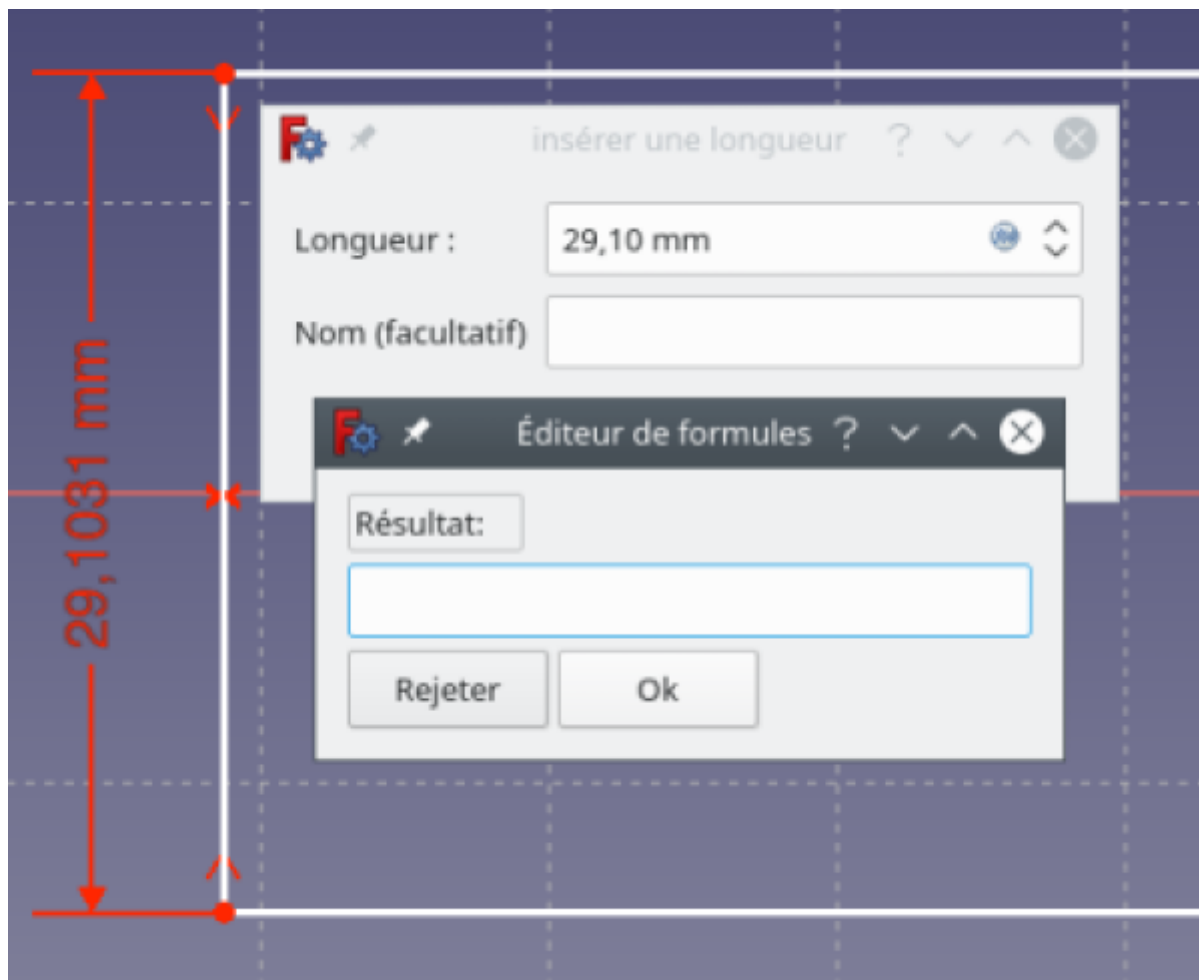 insérer une longueur
Longueur :
29,10 mm
Nom (facultatif)
29,1031 mm
Éditeur de formules
Résultat:
Rejeter
Ok